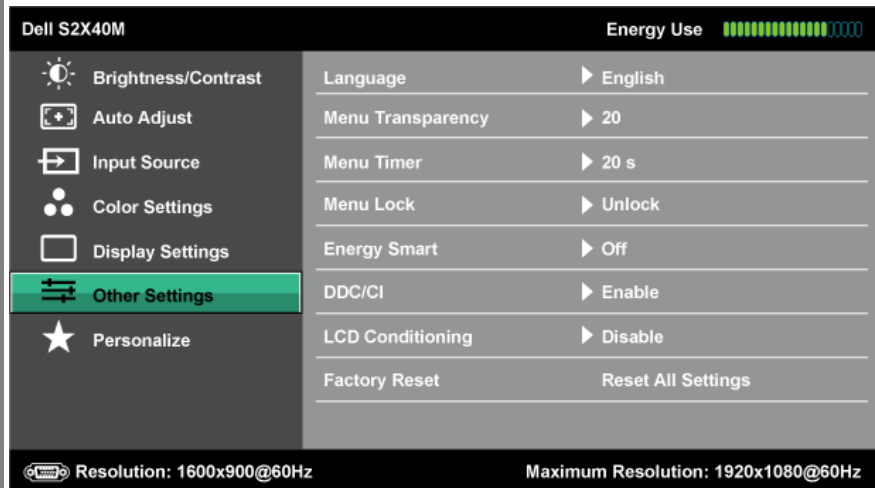 Dell S2X40M Energy Use
Brightness/Contrast
Auto Adjust
Input Source
Color Settings
Display Settings
Other Settings
Personalize
Language English
Menu Transparency 20
Menu Timer 20 s
Menu Lock Unlock
Energy Smart Off
DDC/CI Enable
LCD Conditioning Disable
Factory Reset Reset All Settings
Resolution: 1600x900@60Hz Maximum Resolution: 1920x1080@60Hz